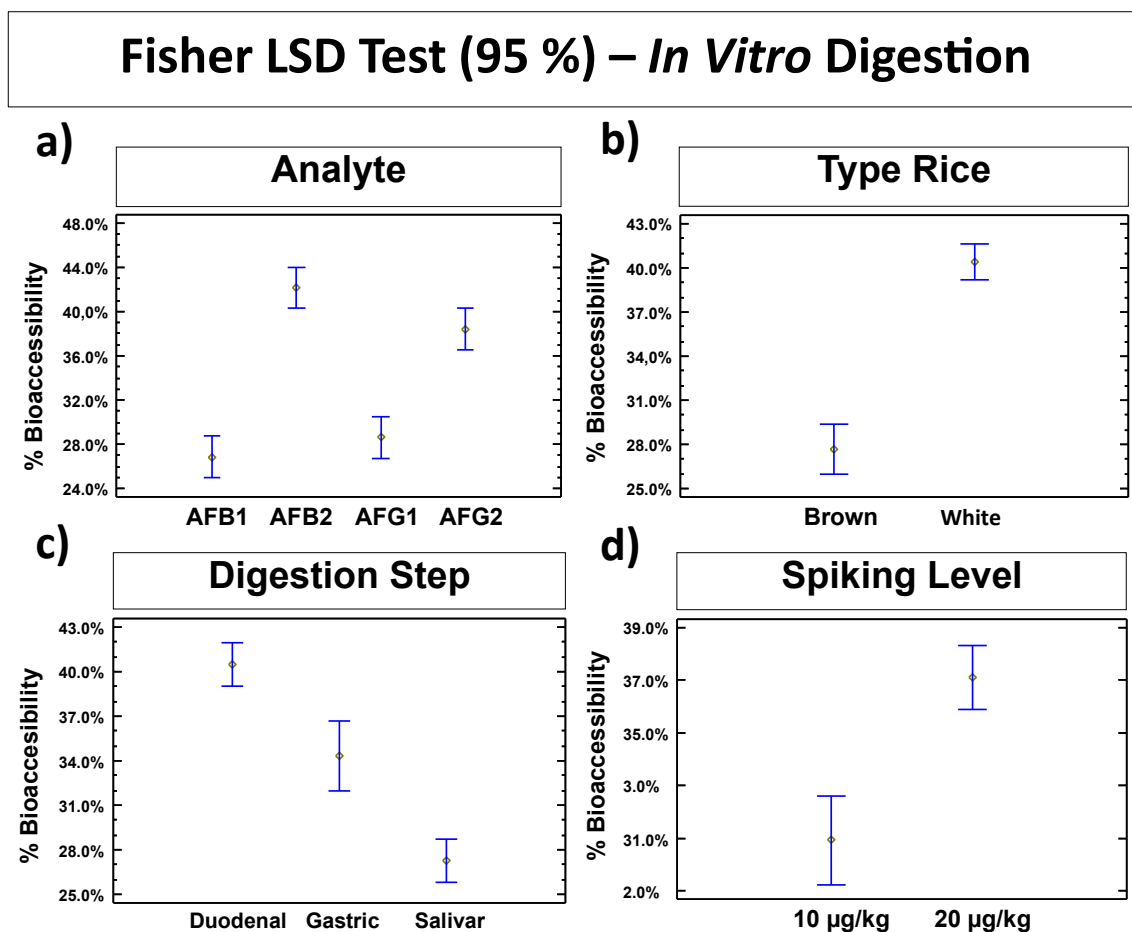 Fisher LSD Test (95 %) – In Vitro Digestion
a)
Analyte
% Bioaccessibility
48.0%
44.0%
40,0%
36.0%
32.0%
28.0%
24.0%
AFB1 AFB2 AFG1 AFG2
b)
Type Rice
% Bioaccessibility
43.0%
40.0%
37.0%
34,0%
31.0%
28.0%
25.0%
Brown White
c)
Digestion Step
% Bioaccesibility
43.0%
40.0%
37.0%
34.0%
31.0%
28.0%
25.0%
Duodenal Gastric Salivar
d)
Spiking Level
% Bioaccessibility
39.0%
37.0%
35.0%
3.0%
31.0%
2.0%
10 µg/kg 20 µg/kg